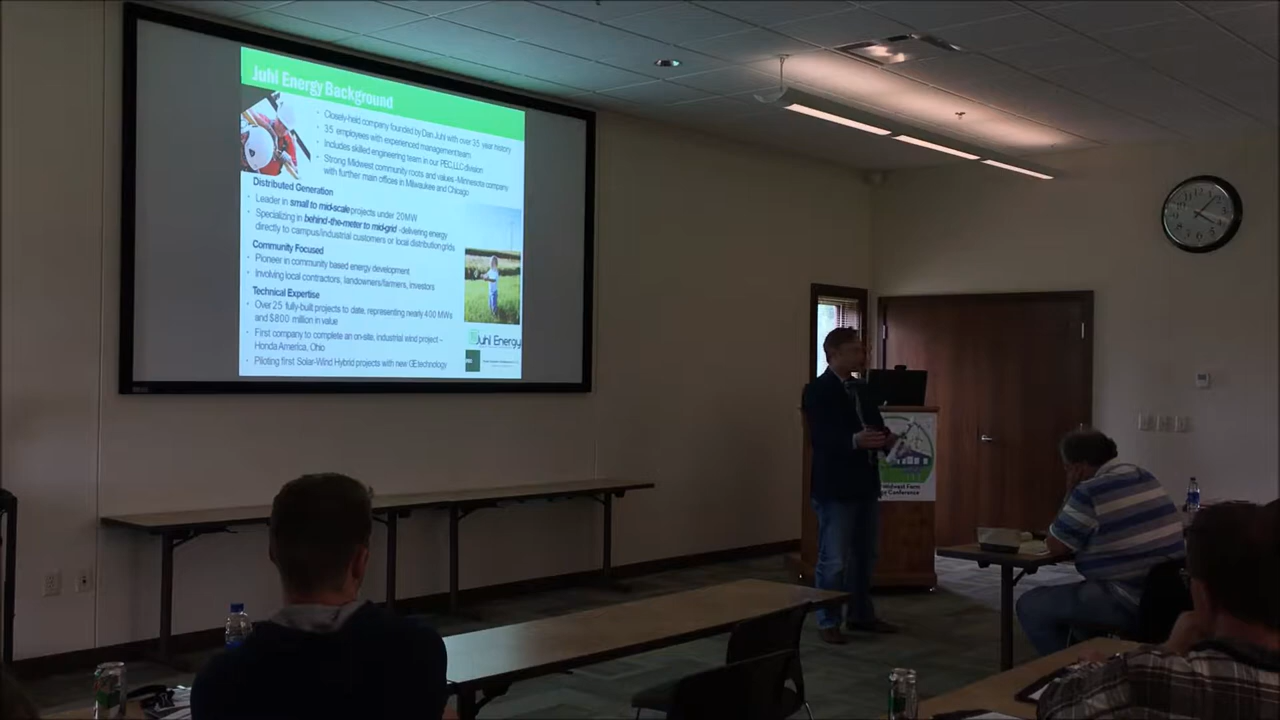 Juhl Energy Background
• Closely-held company founded by Dan Juhl with over 35 year history
• 35 employees with experienced management team
• Includes skilled engineering team in our PEC, LLC division
• Strong Midwest community roots and values -Minnesota company
with further main offices in Milwaukee and Chicago
Distributed Generation
• Leader in small to mid-scale projects under 20MW
• Specializing in behind-the-meter to mid-grid -delivering energy
directly to campus/industrial customers or local distribution grids
Community Focused
• Pioneer in community based energy development
• Involving local contractors, landowners/farmers, investors
Technical Expertise
• Over 25 fully-built projects to date, representing nearly 400 MWs
and $800 million in value
• First company to complete an on-site, industrial wind project –
Honda America, Ohio
• Piloting first Solar-Wind Hybrid projects with new GE technology
Juhl Energy
Midwest Farm
Conference